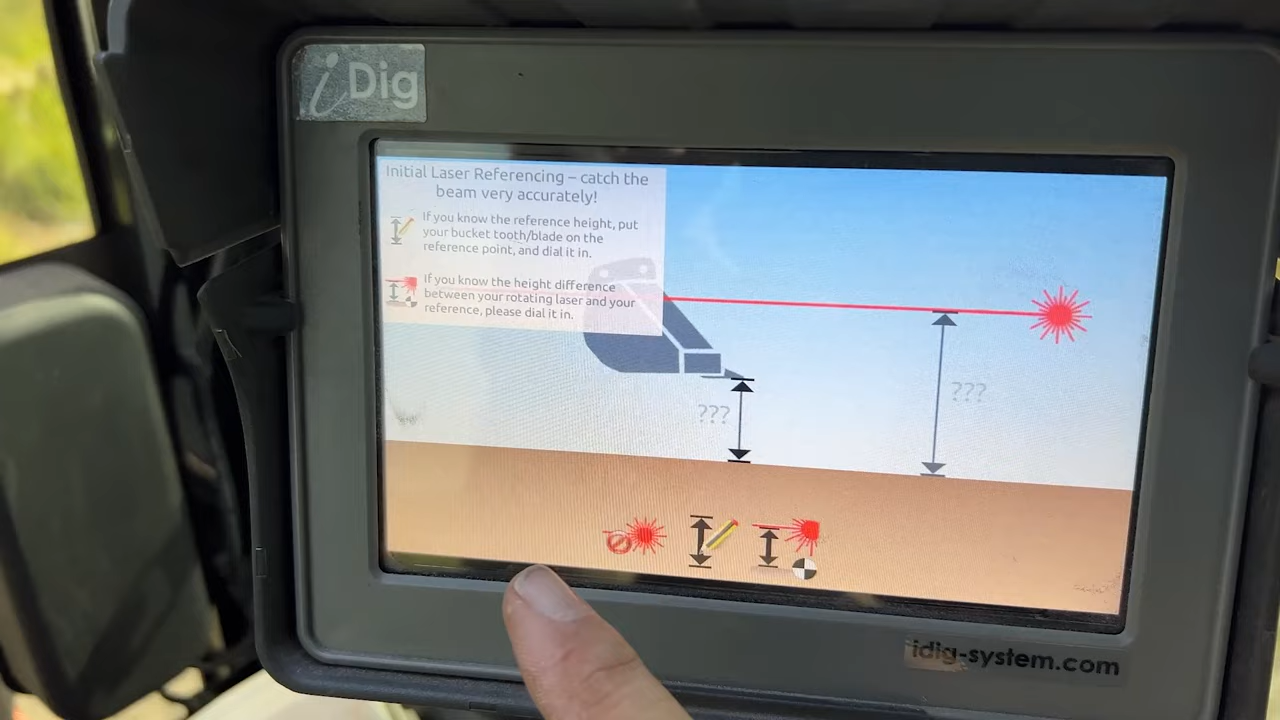 iDig
Initial Laser Referencing – catch the
beam very accurately!
If you know the reference height, put
your bucket tooth/blade on the
reference point, and dial it in.
If you know the height difference
between your rotating laser and your
reference, please dial it in.
???
???
idig-system.com